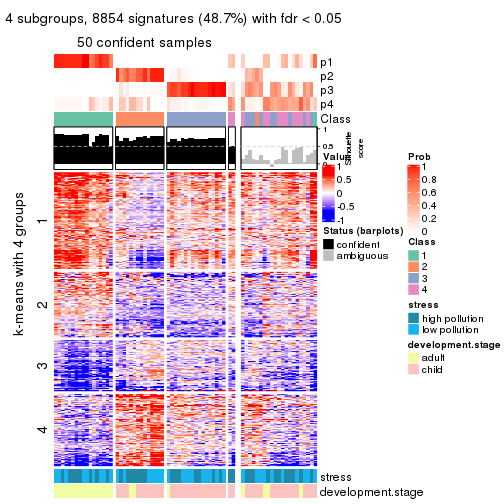 4 subgroups, 8854 signatures (48.7%) with fdr < 0.05
50 confident samples
p1
p2
p3
p4
Class
1
0.5
0
Silhouette
score
k-means with 4 groups
1
2
3
4
stress
development.stage
Value
1
0.5
0
-0.5
-1
Status (barplots)
confident
ambiguous
Prob
1
0.8
0.6
0.4
0.2
0
Class
1
2
3
4
stress
high pollution
low pollution
development.stage
adult
child